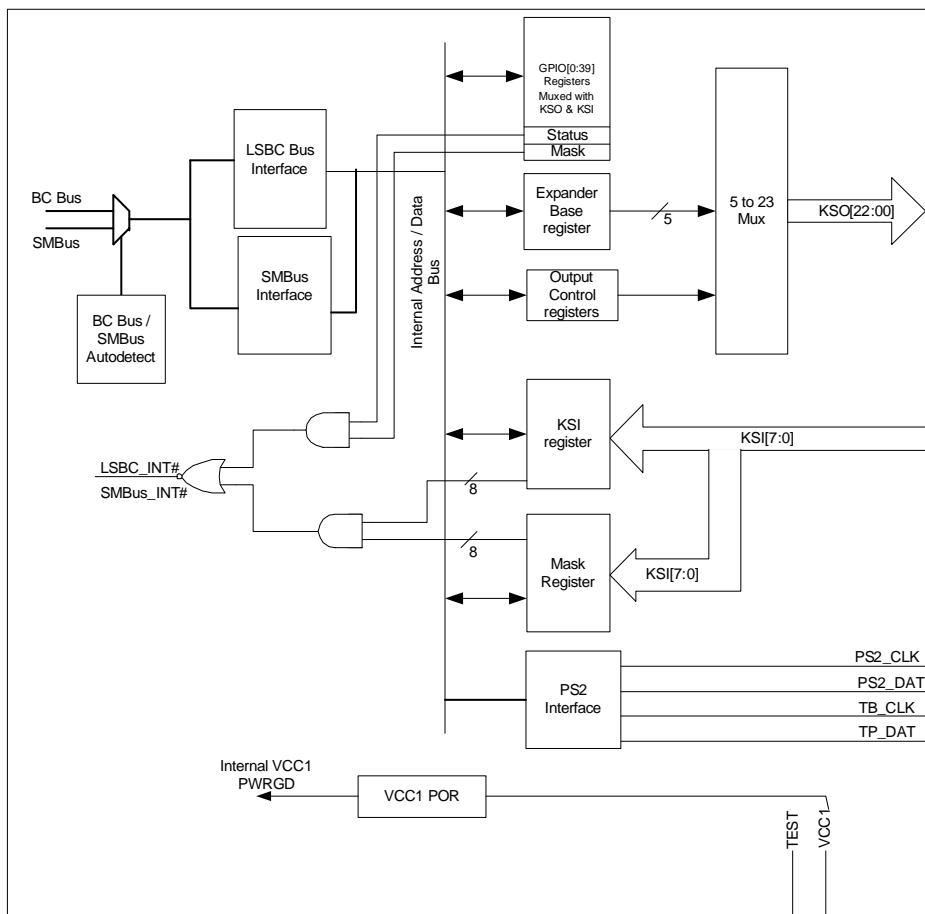 GPIO[0:39]
Registers
Muxed with
KSO & KSI
Status
Mask
LSBC Bus
Interface
BC Bus
SMBus
SMBus
Interface
BC Bus /
SMBus
Autodetect
Internal Address / Data
Bus
Expander
Base
register
5
5 to 23
Mux
KSO[22:00]
Output
Control
registers
KSI
register
KSI[7:0]
8
LSBC_INT#
SMBus_INT#
8
Mask
Register
KSI[7:0]
PS2
Interface
PS2_CLK
PS2_DAT
TB_CLK
TP_DAT
Internal VCC1
PWRGD
VCC1 POR
TEST
VCC1